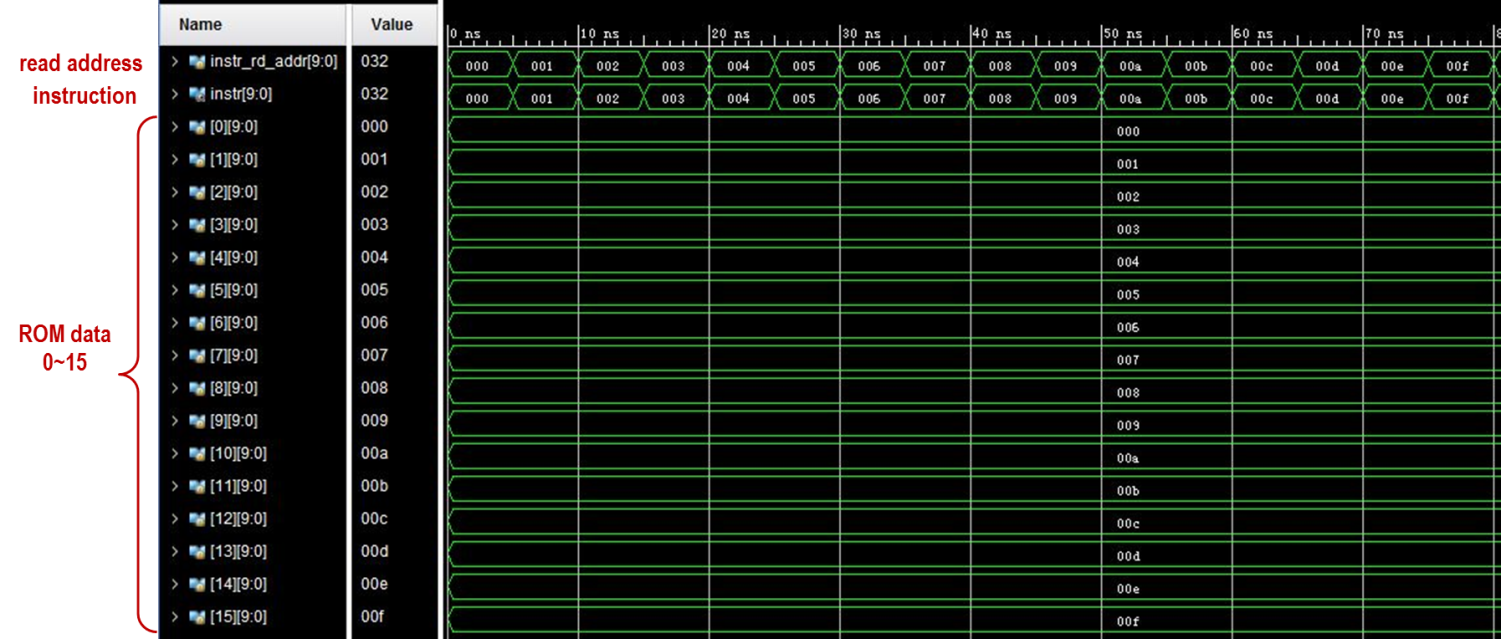 Name Value
0 ns 10 ns 20 ns 30 ns 40 ns 50 ns 60 ns 70 ns 8
read address
instr_rd_addr[9:0] 032 000 001 002 003 004 005 006 007 008 009 00a 00b 00c 00d 00e 00f
instruction
instr[9:0] 032 000 001 002 003 004 005 006 007 008 009 00a 00b 00c 00d 00e 00f
[0][9:0] 000 000
[1][9:0] 001 001
[2][9:0] 002 002
[3][9:0] 003 003
[4][9:0] 004 004
[5][9:0] 005 005
[6][9:0] 006 006
ROM data
0~15
[7][9:0] 007 007
[8][9:0] 008 008
[9][9:0] 009 009
[10][9:0] 00a 00a
[11][9:0] 00b 00b
[12][9:0] 00c 00c
[13][9:0] 00d 00d
[14][9:0] 00e 00e
[15][9:0] 00f 00f